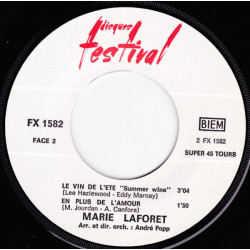 disques
festival
FX 1582
BIEM
FACE 2
2 FX 1582
SUPER 45 TOURS
LE VIN DE L'ETE "Summer wine" 3'04
(Lee Hazlewood - Eddy Marnay)
EN PLUS DE L'AMOUR 1'50
(M. Jourdan - A. Canfora)
MARIE LAFORET
Arr. et dir. orch. : André Popp